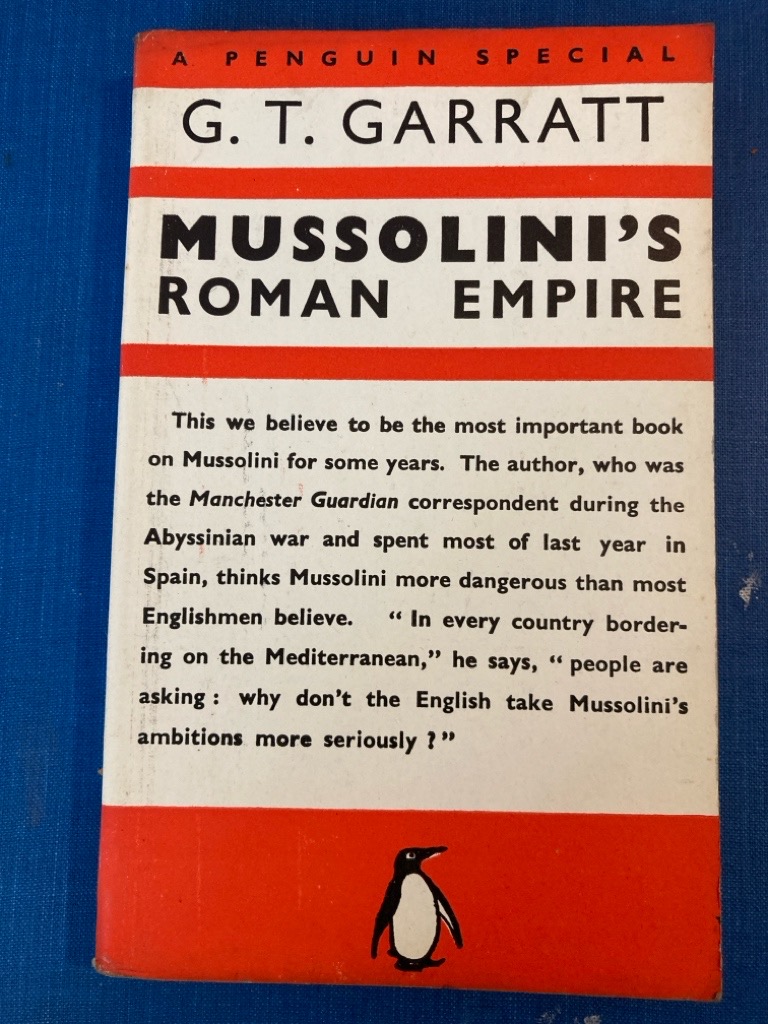 A PENGUIN SPECIAL
G. T. GARRATT
MUSSOLINI'S
ROMAN EMPIRE
This we believe to be the most important book
on Mussolini for some years. The author, who was
the Manchester Guardian correspondent during the
Abyssinian war and spent most of last year in
Spain, thinks Mussolini more dangerous than most
Englishmen believe. “ In every country border-
ing on the Mediterranean,” he says, “ people are
asking : why don't the English take Mussolini's
ambitions more seriously ? ”